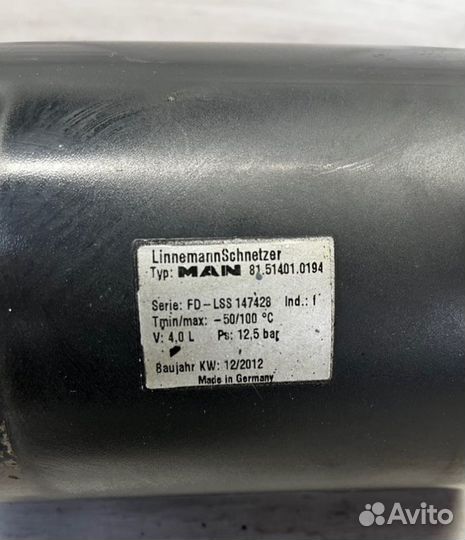 LinnemannSchnetzer
Typ: MAN 81.51401.0194
Serie: FD-LSS 147428 Ind.: f
Tmin/max: -50/100 °C
V: 4,0 L Ps: 12,5 bar
Baujahr KW: 12/2012
Made in Germany
Avito